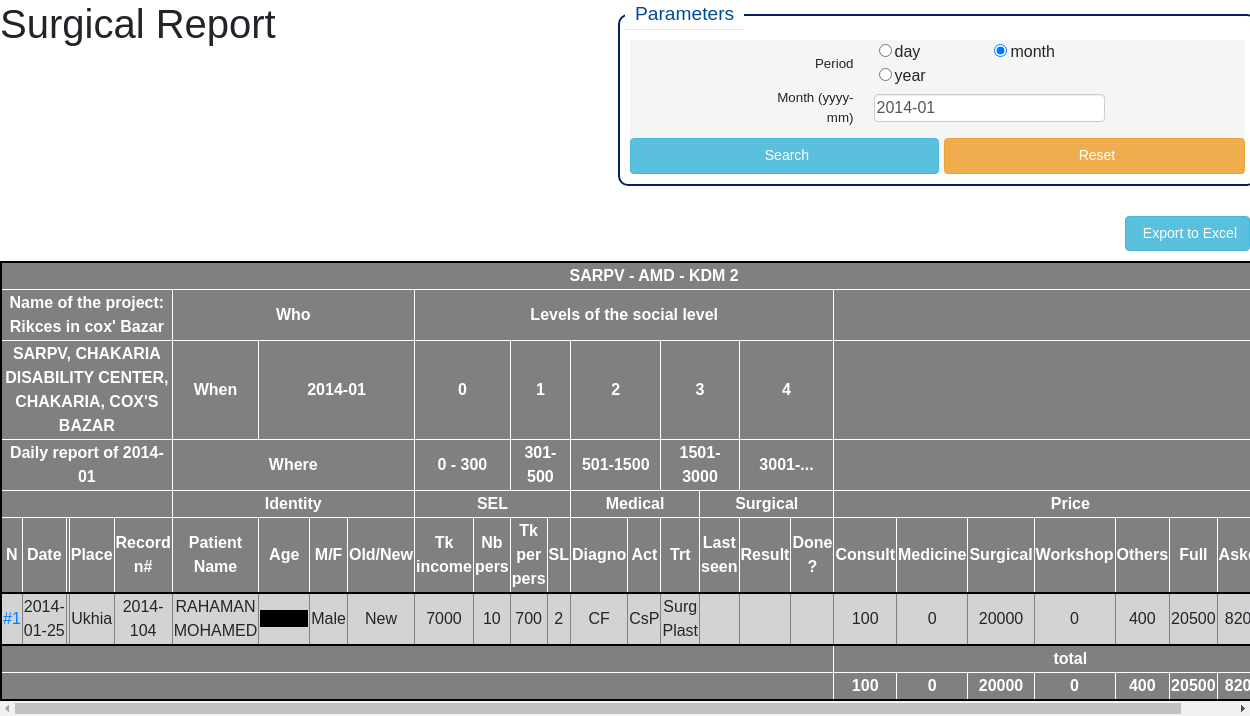 Surgical Report
Parameters
Period
day
month
year
Month (yyyy-
mm)
2014-01
Search
Reset
Export to Excel
SARPV - AMD - KDM 2
Name of the project:
Rikces in cox' Bazar
Who
Levels of the social level
SARPV, CHAKARIA
DISABILITY CENTER,
CHAKARIA, COX'S
BAZAR
When
2014-01
0
1
2
3
4
Daily report of 2014-
01
Where
0 - 300
301-
500
501-1500
1501-
3000
3001-...
Identity
SEL
Medical
Surgical
Price
N
Date
Place
Record
n#
Patient
Name
Age
M/F
Old/New
Tk
income
Nb
pers
Tk
per
pers
SL
Diagno
Act
Trt
Last
seen
Result
Done
?
Consult
Medicine
Surgical
Workshop
Others
Full
#1
2014-
01-25
Ukhia
2014-
104
RAHAMAN
MOHAMED
Male
New
7000
10
700
2
CF
CsP
Surg
Plast
100
0
20000
0
400
20500
820
total
100
0
20000
0
400
20500
820